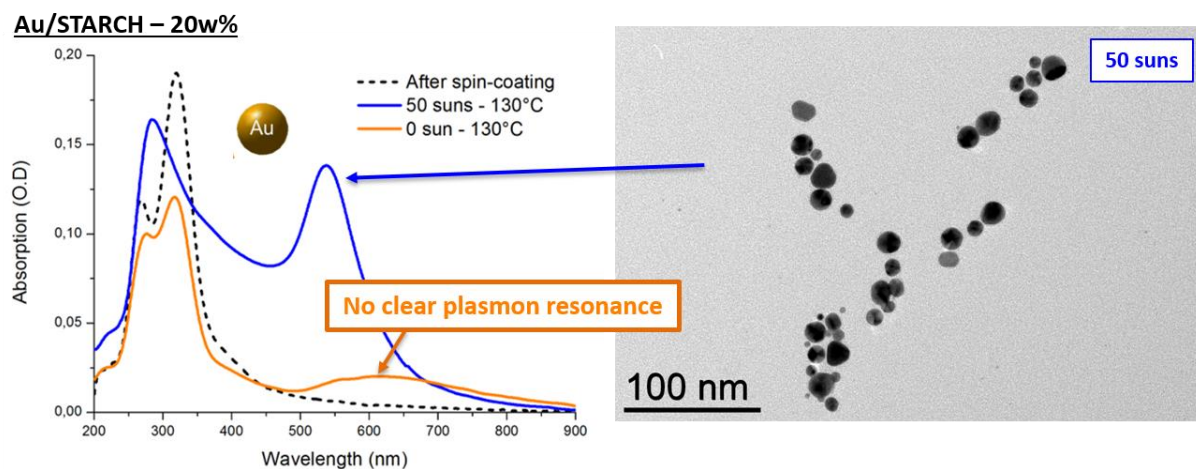 Au/STARCH – 20w%
0,20
0,15
0,10
0,05
0,00
Absorption (O.D)
After spin-coating
50 suns - 130°C
0 sun - 130°C
Au
No clear plasmon resonance
200 300 400 500 600 700 800 900
Wavelength (nm)
50 suns
100 nm